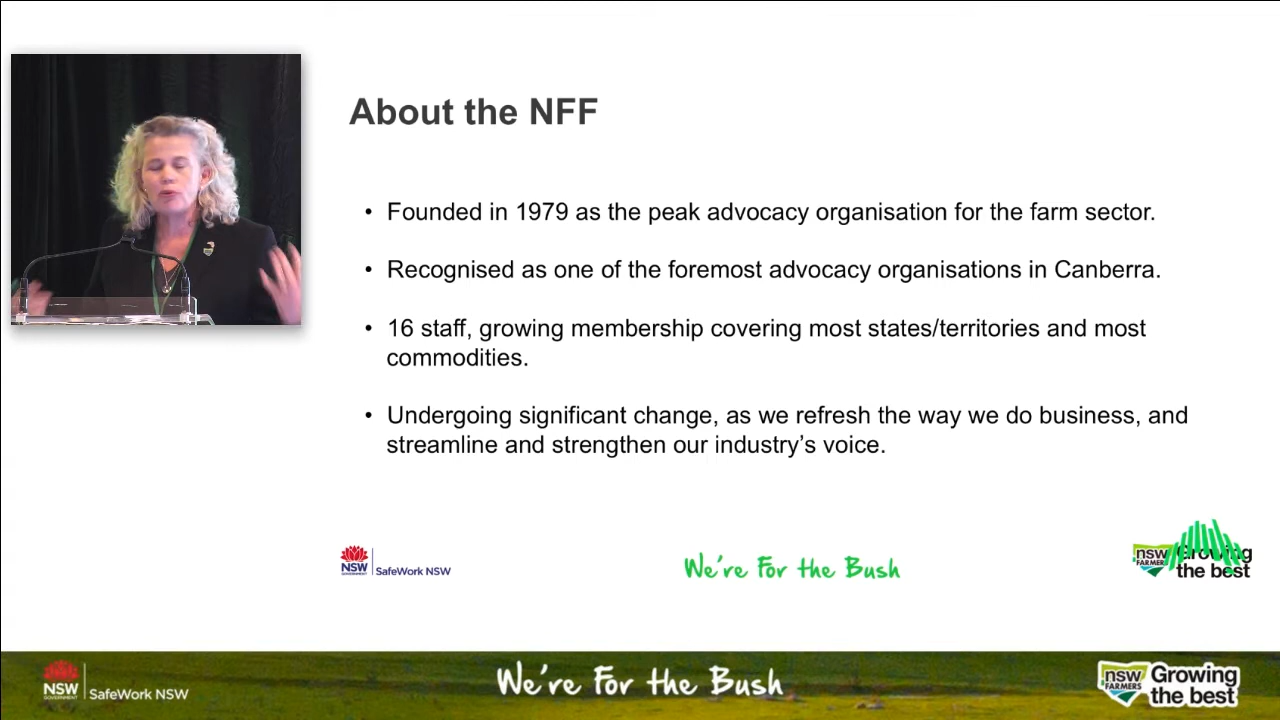 About the NFF
• Founded in 1979 as the peak advocacy organisation for the farm sector.
• Recognised as one of the foremost advocacy organisations in Canberra.
• 16 staff, growing membership covering most states/territories and most
commodities.
• Undergoing significant change, as we refresh the way we do business, and
streamline and strengthen our industry’s voice.
NSW
GOVERNMENT
SafeWork NSW
We’re For the Bush
nsw
FARMERS
Growing
the best
NSW
GOVERNMENT
SafeWork NSW
We’re For the Bush
nsw
FARMERS
Growing
the best